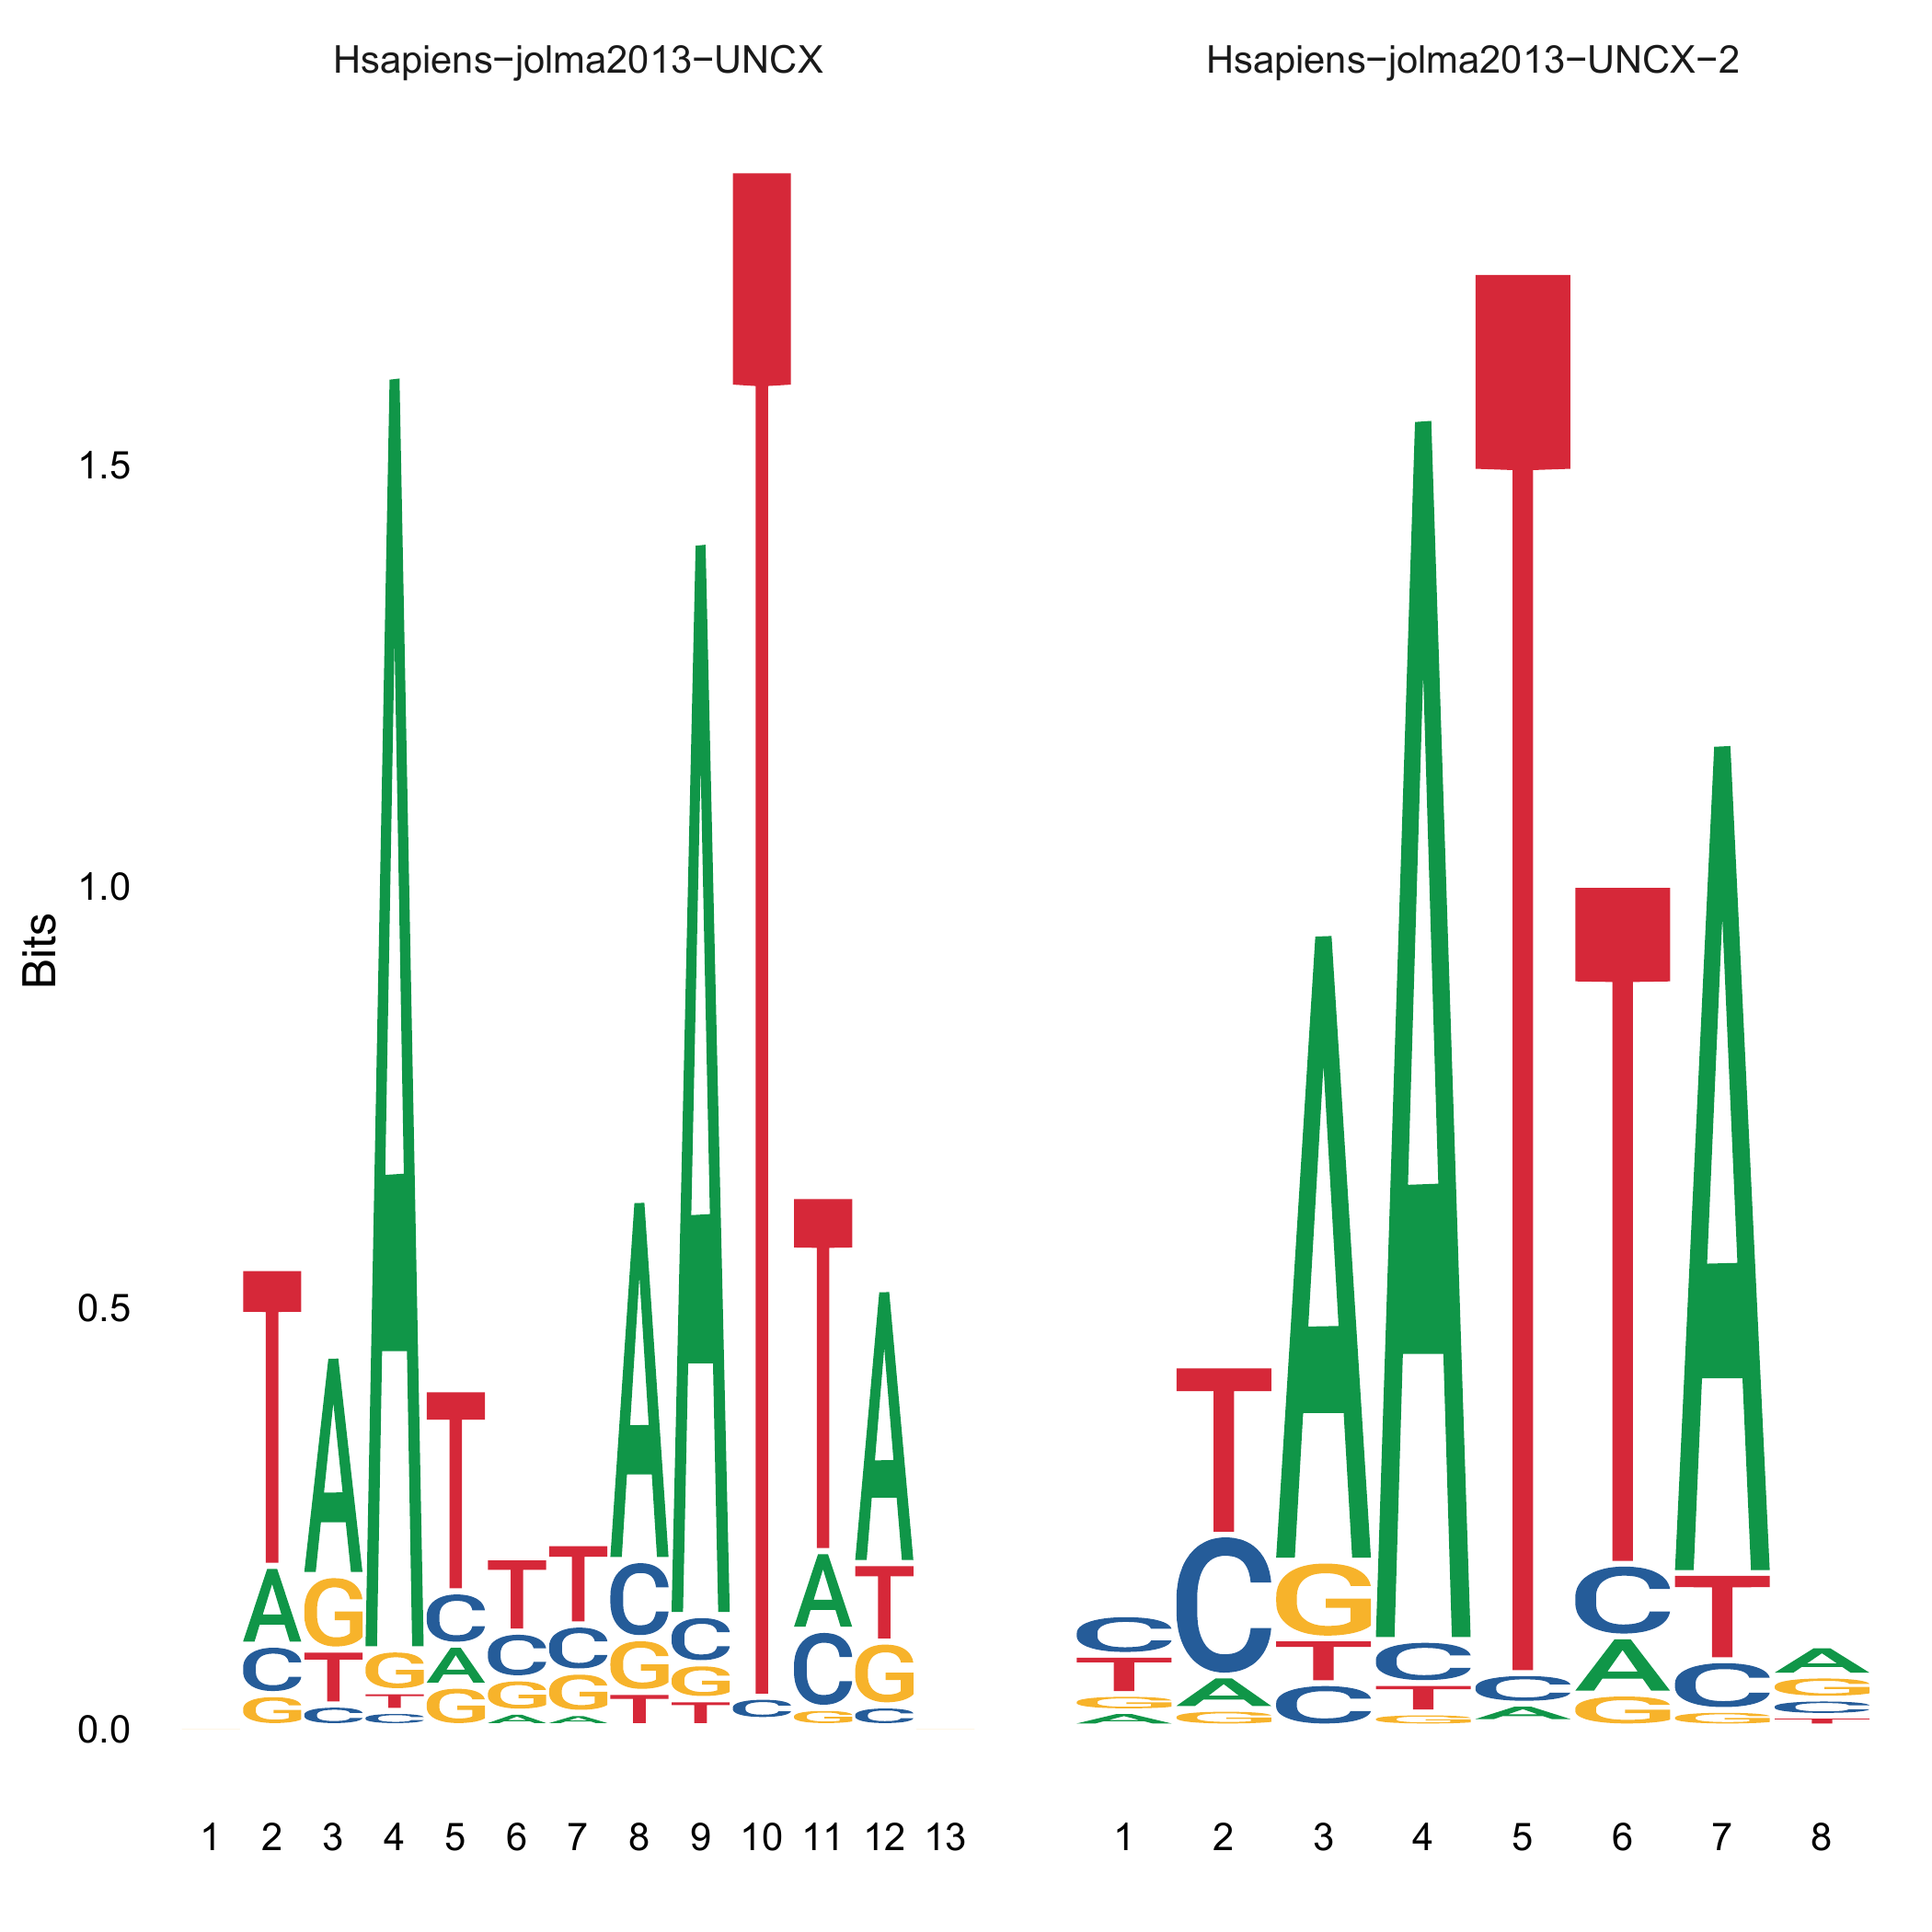 Hsapiens−jolma2013−UNCX Hsapiens−jolma2013−UNCX−2
Bits
1.5
1.0
0.5
0.0
T A C G
A G T C
A G T C
T C A G
T C G A
T C G A
A C G T
A C G T
T C
T A C G
A T G C
C T G A
T C A G
A G T C
A C T G
T C A
T C A G
A T C G
A G C T
1 2 3 4 5 6 7 8 9 10 11 12 13 1 2 3 4 5 6 7 8